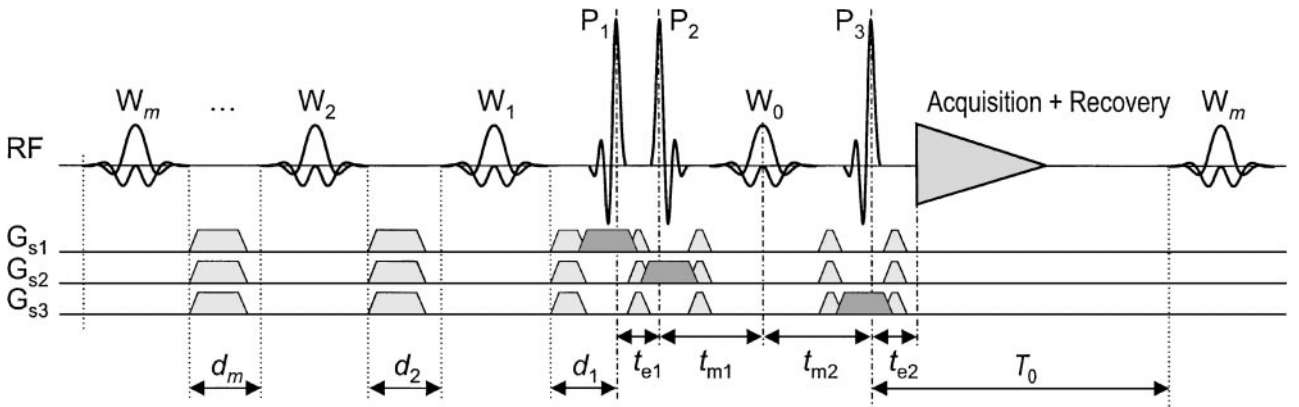 P₁ P₂ P₃
Wₘ … W₂ W₁ W₀ Acquisition + Recovery Wₘ
RF
Gₛ₁
Gₛ₂
Gₛ₃
dₘ d₂ d₁ tₑ₁ tₘ₁ tₘ₂ tₑ₂ T₀